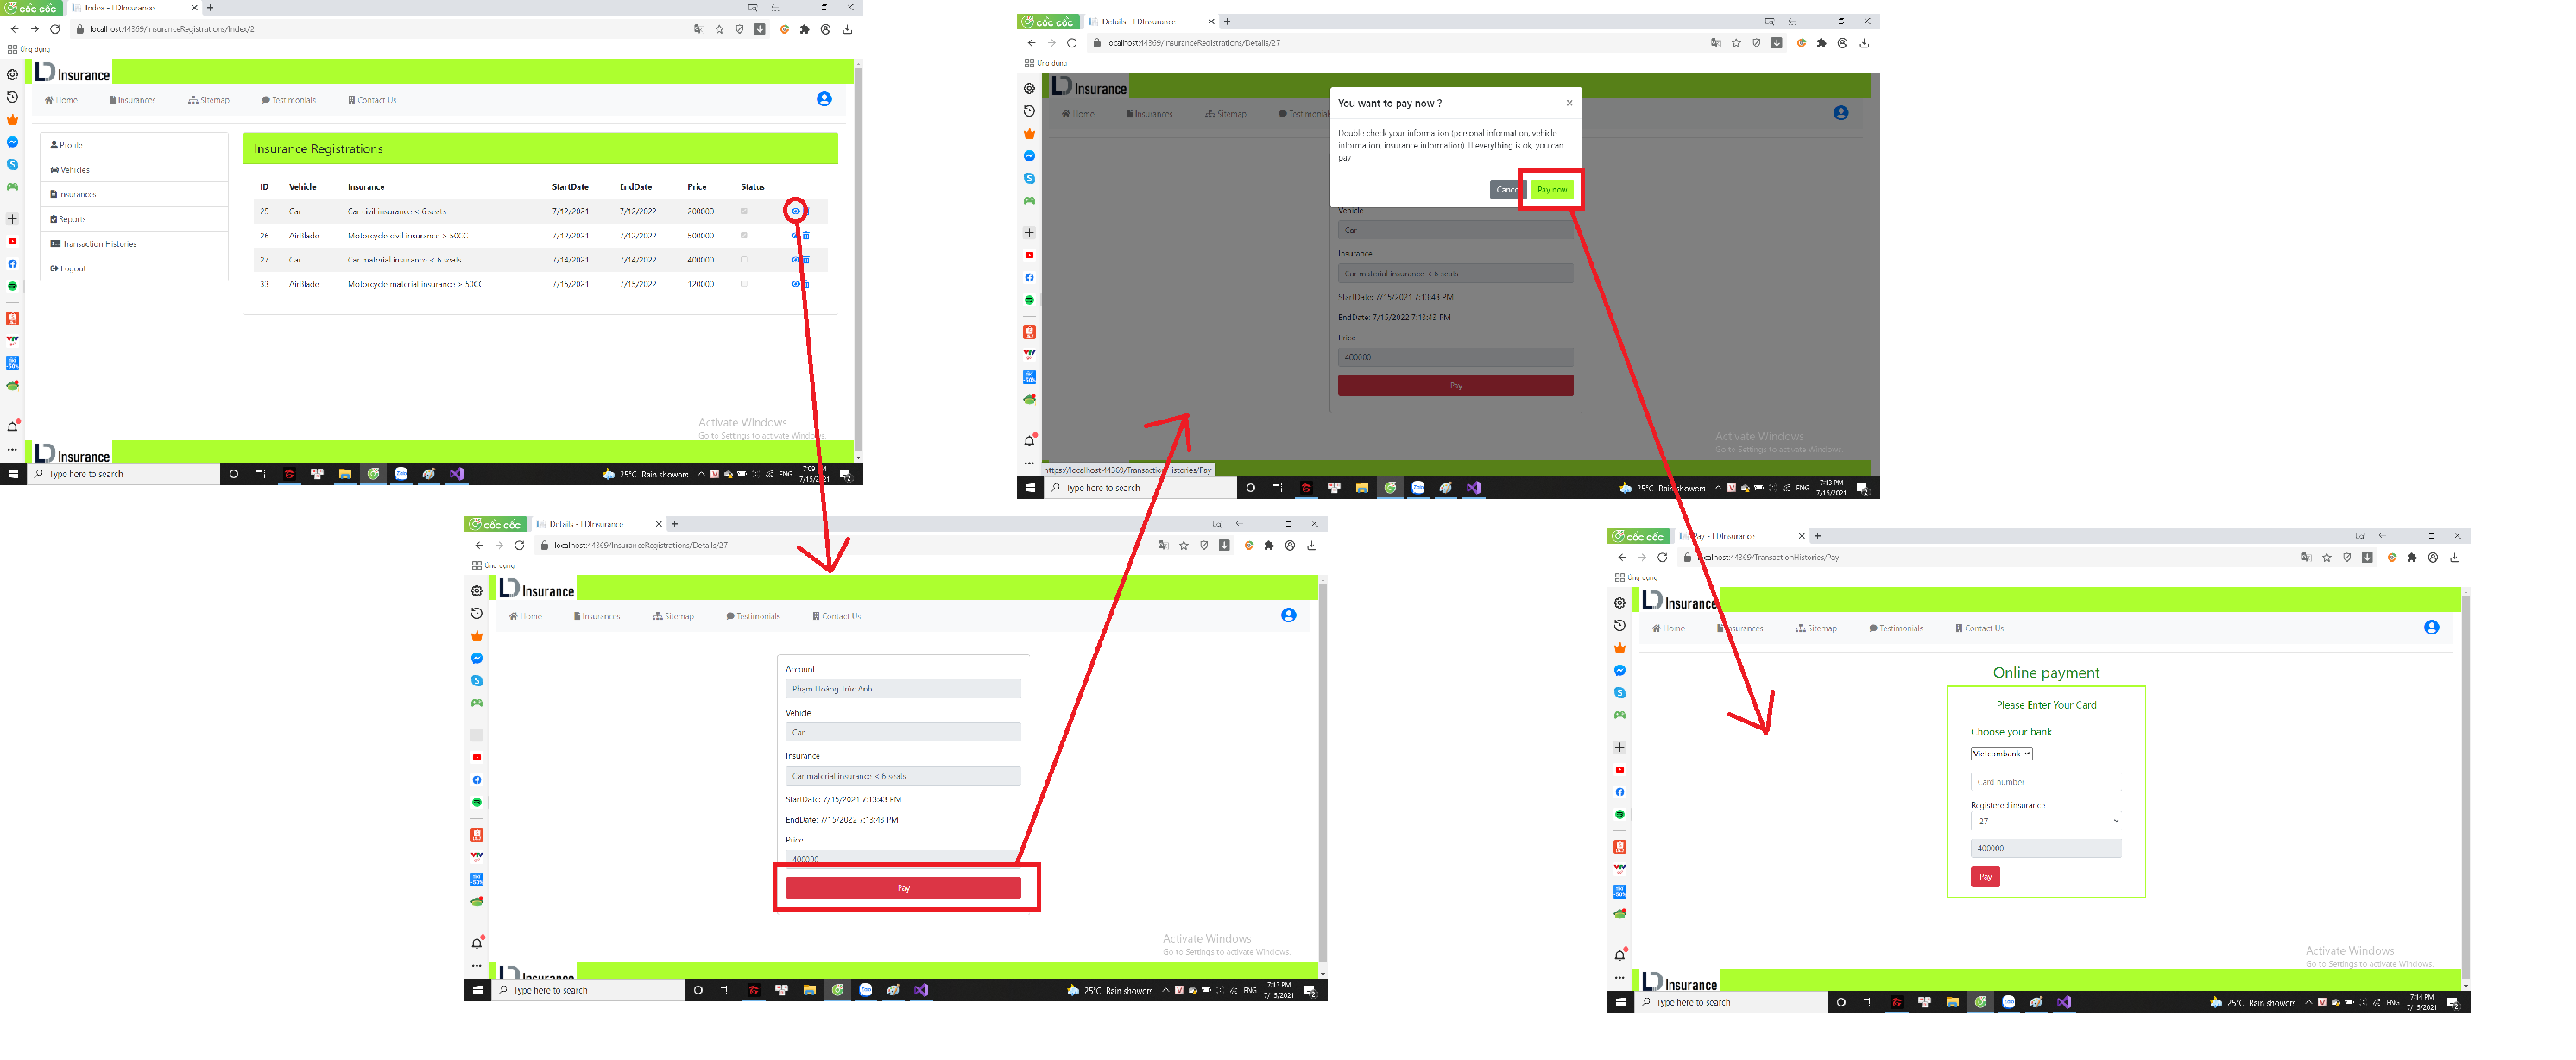 cốc cốc
Index - LDInsurance
localhost:44369/InsuranceRegistrations/Index/2
Ứng dụng
LD Insurance
Home
Insurances
Sitemap
Testimonials
Contact Us
Profile
Vehicles
Insurances
Reports
Transaction Histories
Logout
Insurance Registrations
ID Vehicle Insurance StartDate EndDate Price Status
25 Car Car civil insurance < 6 seats 7/12/2021 7/12/2022 200000
26 AirBlade Motorcycle civil insurance > 50CC 7/12/2021 7/12/2022 500000
27 Car Car material insurance < 6 seats 7/14/2021 7/14/2022 400000
33 AirBlade Motorcycle material insurance > 50CC 7/15/2021 7/15/2022 120000
Activate Windows
Go to Settings to activate Windows.
LD Insurance
Type here to search
25°C Rain showers
ENG
7:09 PM
7/15/2021
cốc cốc
Details - LDInsurance
localhost:44369/InsuranceRegistrations/Details/27
Ứng dụng
LD Insurance
Home
Insurances
Sitemap
Testimonials
You want to pay now ?
×
Double check your information (personal information, vehicle
information, insurance information). If everything is ok, you can
pay
Cancel
Pay now
Vehicle
Car
Insurance
Car material insurance < 6 seats
StartDate: 7/15/2021 7:13:43 PM
EndDate: 7/15/2022 7:13:43 PM
Price
400000
Pay
Activate Windows
Go to Settings to activate Windows.
https://localhost:44369/TransactionHistories/Pay
Type here to search
25°C Rain showers
ENG
7:13 PM
7/15/2021
cốc cốc
Details - LDInsurance
localhost:44369/InsuranceRegistrations/Details/27
Ứng dụng
LD Insurance
Home
Insurances
Sitemap
Testimonials
Contact Us
Account
Phạm Hoàng Trúc Anh
Vehicle
Car
Insurance
Car material insurance < 6 seats
StartDate: 7/15/2021 7:13:43 PM
EndDate: 7/15/2022 7:13:43 PM
Price
400000
Pay
Activate Windows
Go to Settings to activate Windows.
LD Insurance
Type here to search
25°C Rain showers
ENG
7:13 PM
7/15/2021
cốc cốc
Pay - LDInsurance
localhost:44369/TransactionHistories/Pay
Ứng dụng
LD Insurance
Home
Insurances
Sitemap
Testimonials
Contact Us
Online payment
Please Enter Your Card
Choose your bank
Vietcombank
Card number
Registered insurance
27
400000
Pay
Activate Windows
Go to Settings to activate Windows.
LD Insurance
Type here to search
25°C Rain showers
ENG
7:14 PM
7/15/2021